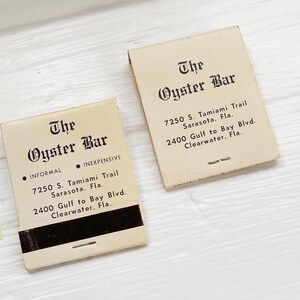 The
Oyster Bar
• INFORMAL • INEXPENSIVE
7250 S. Tamiami Trail
Sarasota, Fla.
2400 Gulf to Bay Blvd.
Clearwater, Fla.
The
Oyster Bar
7250 S. Tamiami Trail
Sarasota, Fla.
2400 Gulf to Bay Blvd.
Clearwater, Fla.